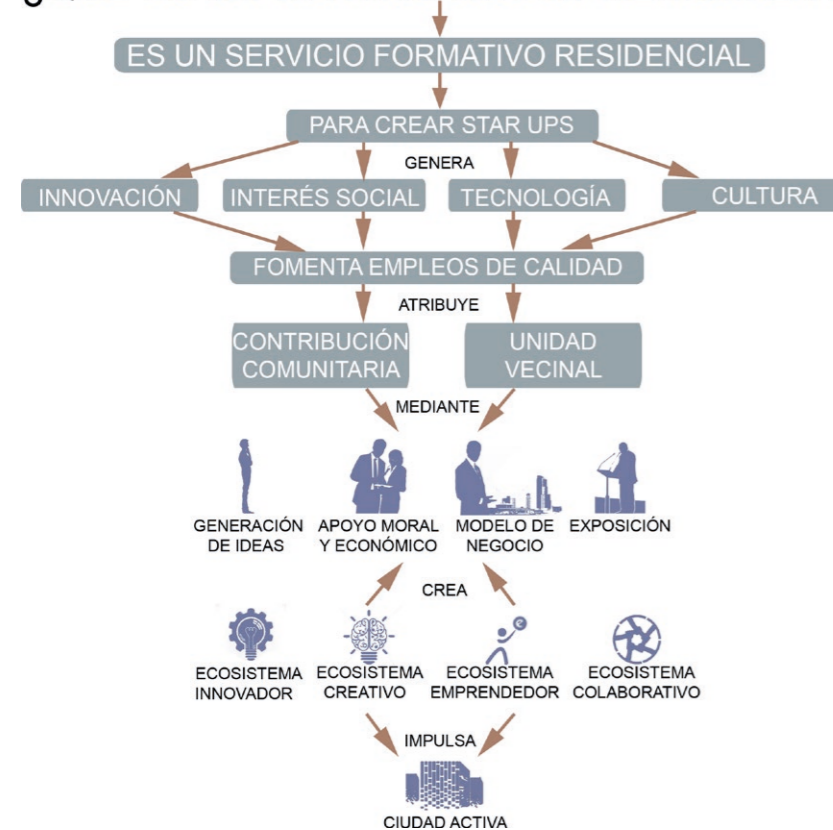 ES UN SERVICIO FORMATIVO RESIDENCIAL
PARA CREAR STAR UPS
GENERA
INNOVACIÓN
INTERÉS SOCIAL
TECNOLOGÍA
CULTURA
FOMENTA EMPLEOS DE CALIDAD
ATRIBUYE
CONTRIBUCIÓN
COMUNITARIA
UNIDAD
VECINAL
MEDIANTE
GENERACIÓN
DE IDEAS
APOYO MORAL
Y ECONÓMICO
MODELO DE
NEGOCIO
EXPOSICIÓN
CREA
ECOSISTEMA
INNOVADOR
ECOSISTEMA
CREATIVO
ECOSISTEMA
EMPRENDEDOR
ECOSISTEMA
COLABORATIVO
IMPULSA
CIUDAD ACTIVA